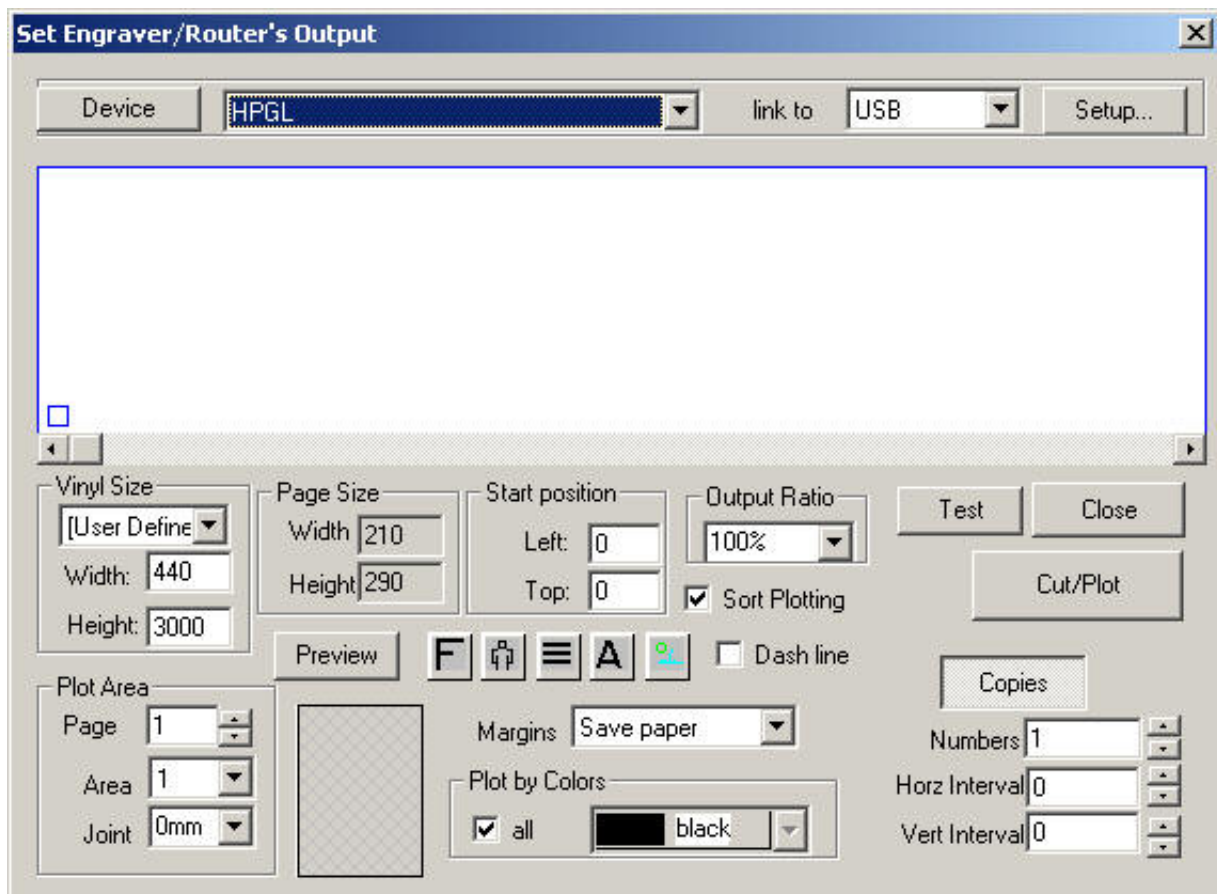 Set Engraver/Router's Output
Device HPGL link to USB Setup...
Vinyl Size
[User Define
Width: 440
Height: 3000
Page Size
Width 210
Height 290
Start position
Left: 0
Top: 0
Output Ratio
100%
Sort Plotting
Test
Close
Cut/Plot
Preview
F
A
Dash line
Plot Area
Page 1
Area 1
Joint 0mm
Margins Save paper
Plot by Colors
all black
Copies
Numbers 1
Horz Interval 0
Vert Interval 0